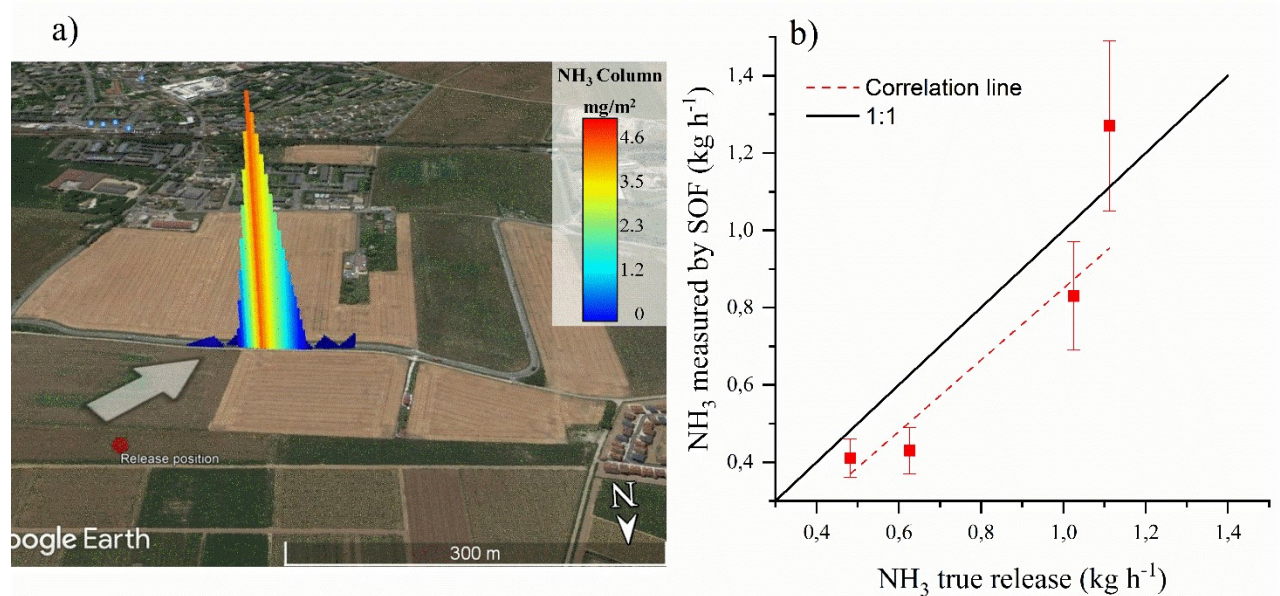 a)
NH₃ Column
mg/m²
4.6
3.5
2.3
1.2
0
Release position
oogle Earth
300 m
N
b)
Correlation line
1:1
NH₃ measured by SOF (kg h⁻¹)
1,4
1,2
1,0
0,8
0,6
0,4
0,4
0,6
0,8
1,0
1,2
1,4
NH₃ true release (kg h⁻¹)